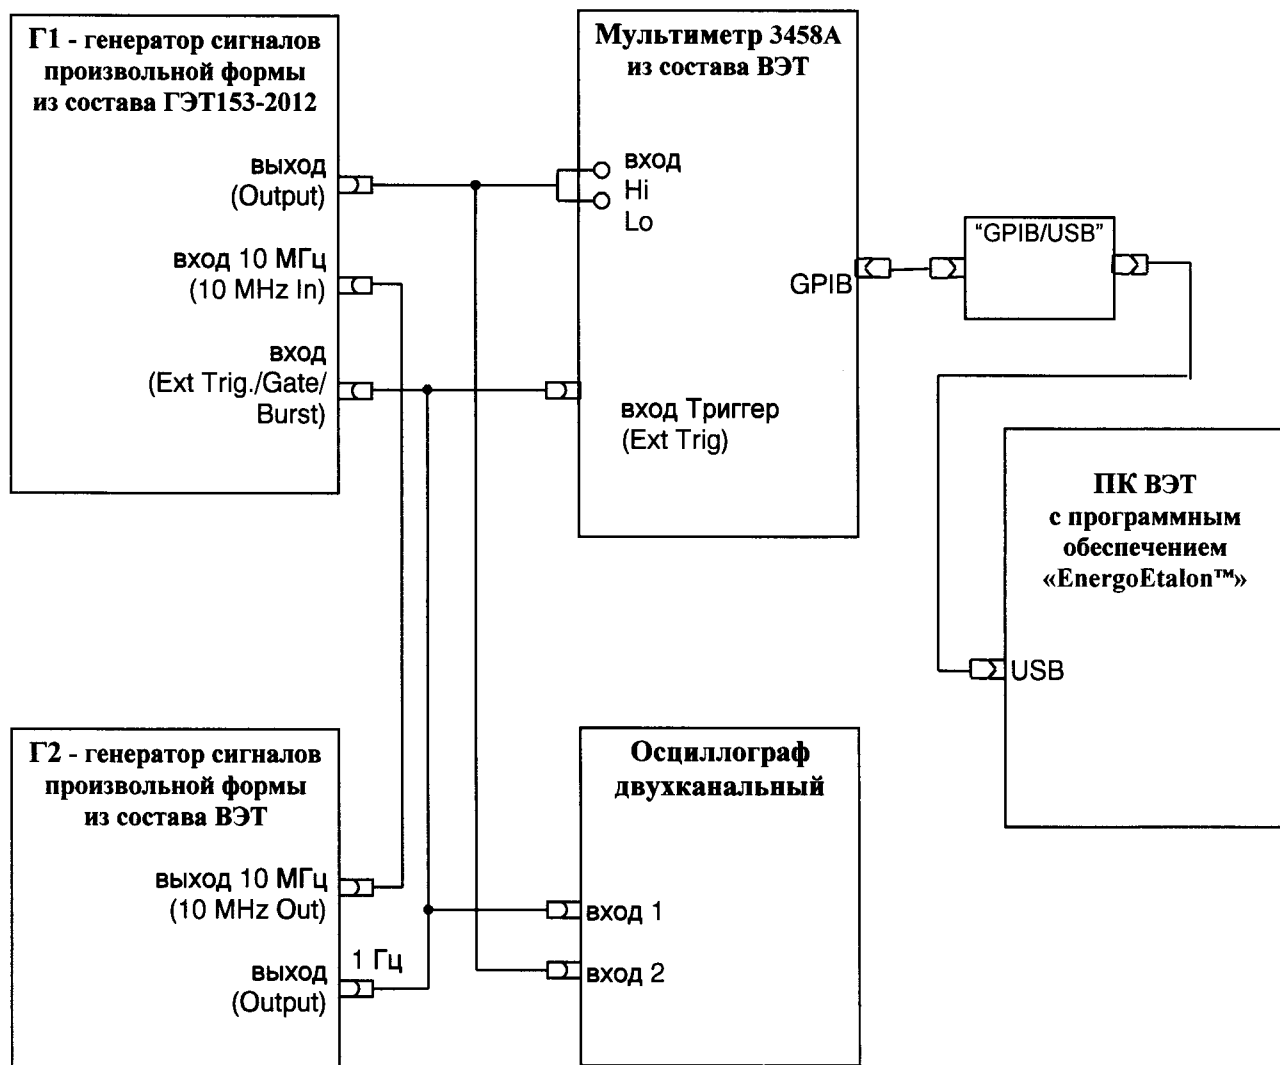 Г1 - генератор сигналов
произвольной формы
из состава ГЭТ153-2012
выход
(Output)
вход 10 МГц
(10 MHz In)
вход
(Ext Trig./Gate/
Burst)
Мультиметр 3458А
из состава ВЭТ
вход
Hi
Lo
GPIB
вход Триггер
(Ext Trig)
“GPIB/USB”
ПК ВЭТ
с программным
обеспечением
«EnergoEtalon™»
USB
Г2 - генератор сигналов
произвольной формы
из состава ВЭТ
выход 10 МГц
(10 MHz Out)
1 Гц
выход
(Output)
Осциллограф
двухканальный
вход 1
вход 2